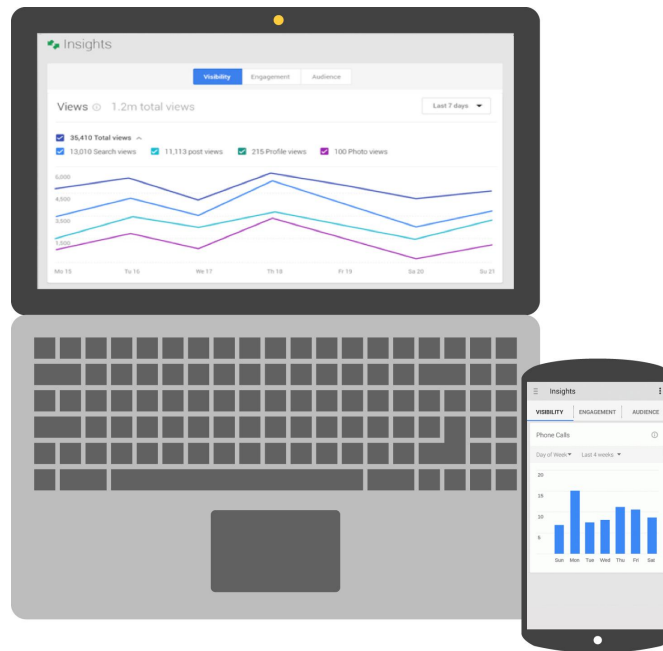 Insights
Visibility Engagement Audience
Views 1.2m total views
Last 7 days
35,410 Total views
13,010 Search views 11,113 post views 215 Profile views 100 Photo views
5,000
4,500
3,500
1,500
Mo 15 Tu 16 We 17 Th 18 Fr 19 Sa 20 Su 21
Insights
VISIBILITY ENGAGEMENT AUDIENCE
Phone Calls
Day of Week Last 4 weeks
20
15
10
5
Sun Mon Tue Wed Thu Fri Sat